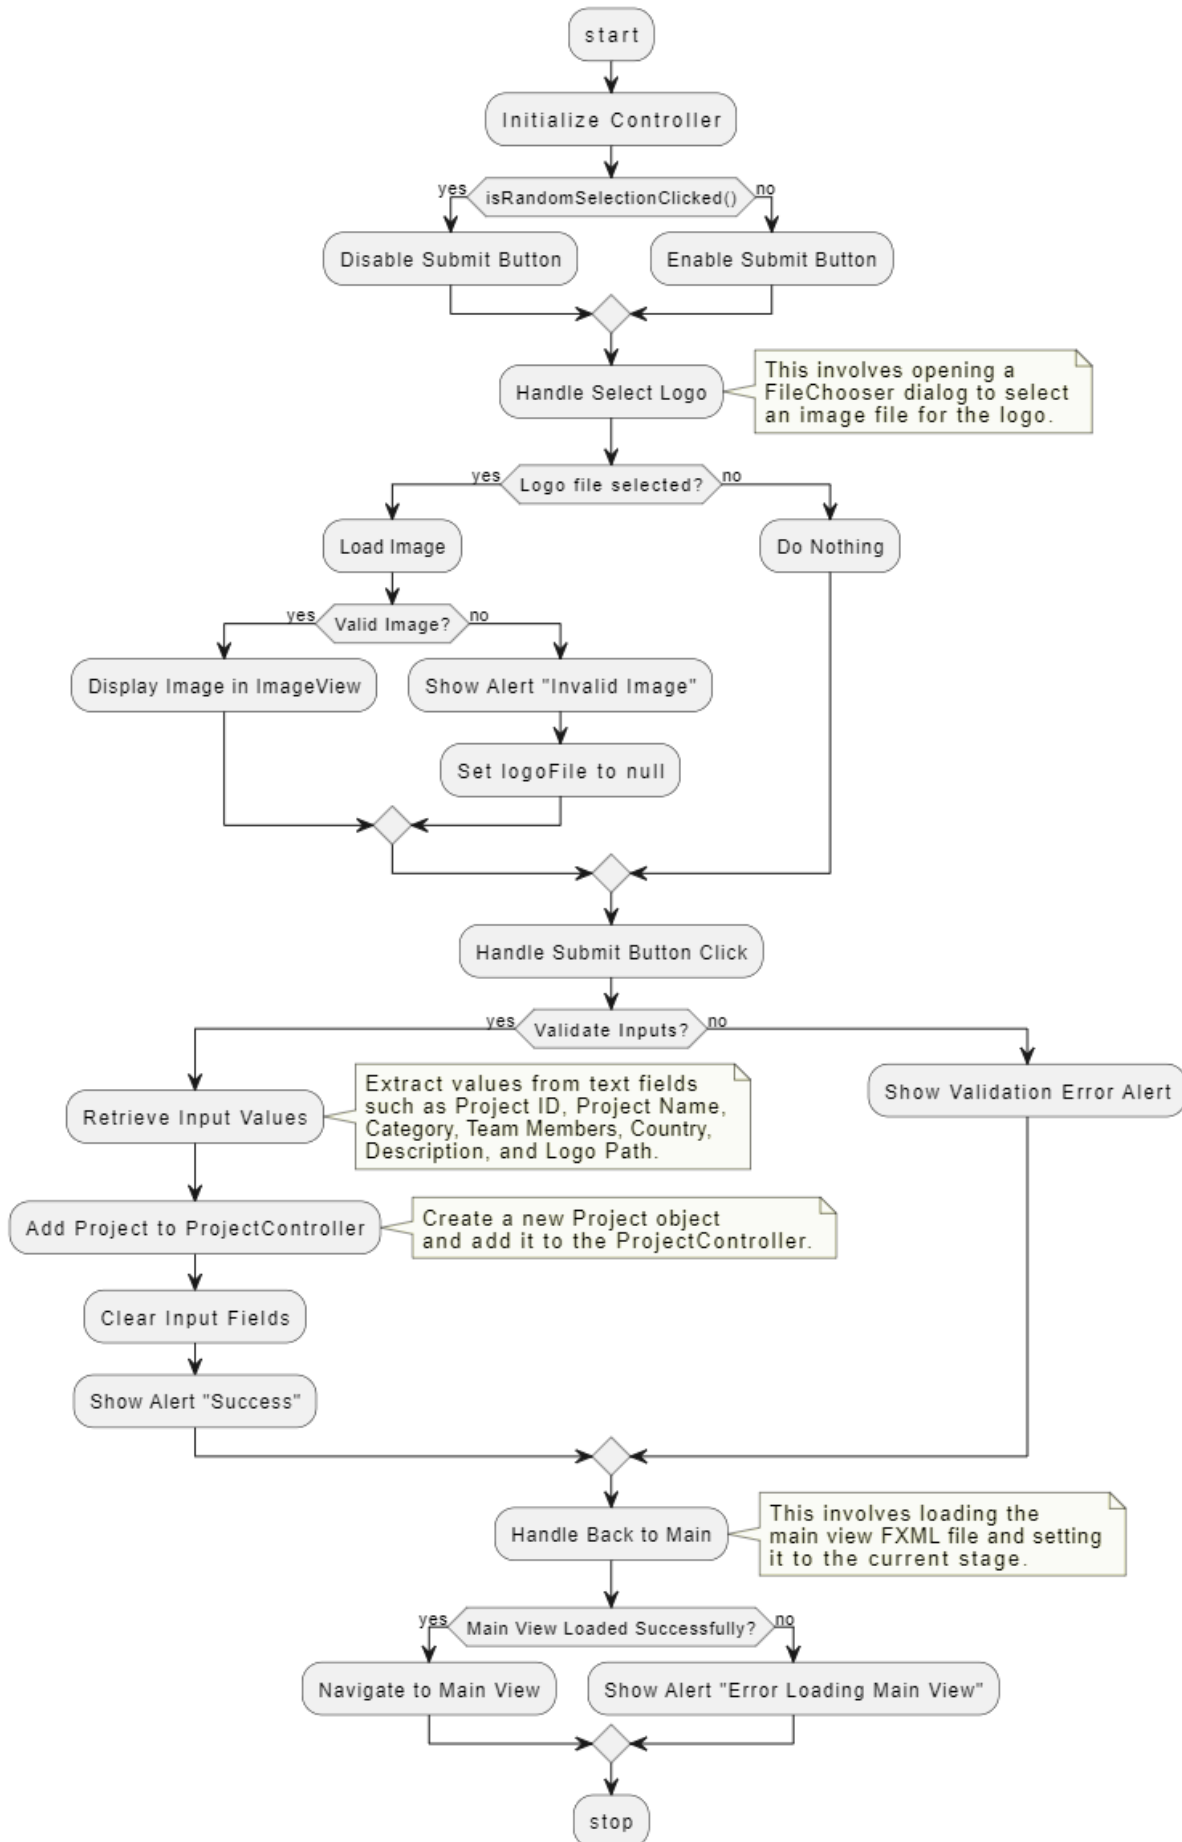 start
Initialize Controller
yes
isRandomSelectionClicked()
no
Disable Submit Button
Enable Submit Button
Handle Select Logo
This involves opening a
FileChooser dialog to select
an image file for the logo.
yes
Logo file selected?
no
Load Image
Do Nothing
yes
Valid Image?
no
Display Image in ImageView
Show Alert "Invalid Image"
Set logoFile to null
Handle Submit Button Click
yes
Validate Inputs?
no
Retrieve Input Values
Extract values from text fields
such as Project ID, Project Name,
Category, Team Members, Country,
Description, and Logo Path.
Show Validation Error Alert
Add Project to ProjectController
Create a new Project object
and add it to the ProjectController.
Clear Input Fields
Show Alert "Success"
Handle Back to Main
This involves loading the
main view FXML file and setting
it to the current stage.
yes
Main View Loaded Successfully?
no
Navigate to Main View
Show Alert "Error Loading Main View"
stop